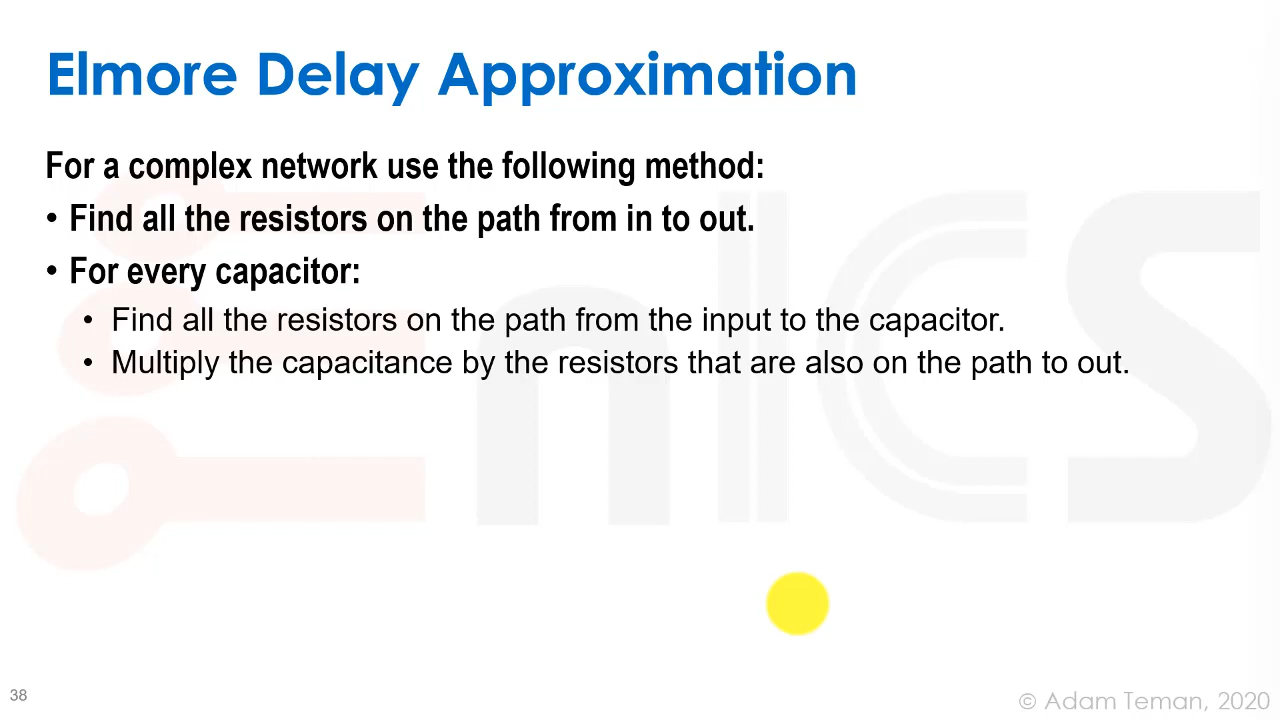 Elmore Delay Approximation
For a complex network use the following method:
• Find all the resistors on the path from in to out.
• For every capacitor:
• Find all the resistors on the path from the input to the capacitor.
• Multiply the capacitance by the resistors that are also on the path to out.
nICS
38
© Adam Teman, 2020